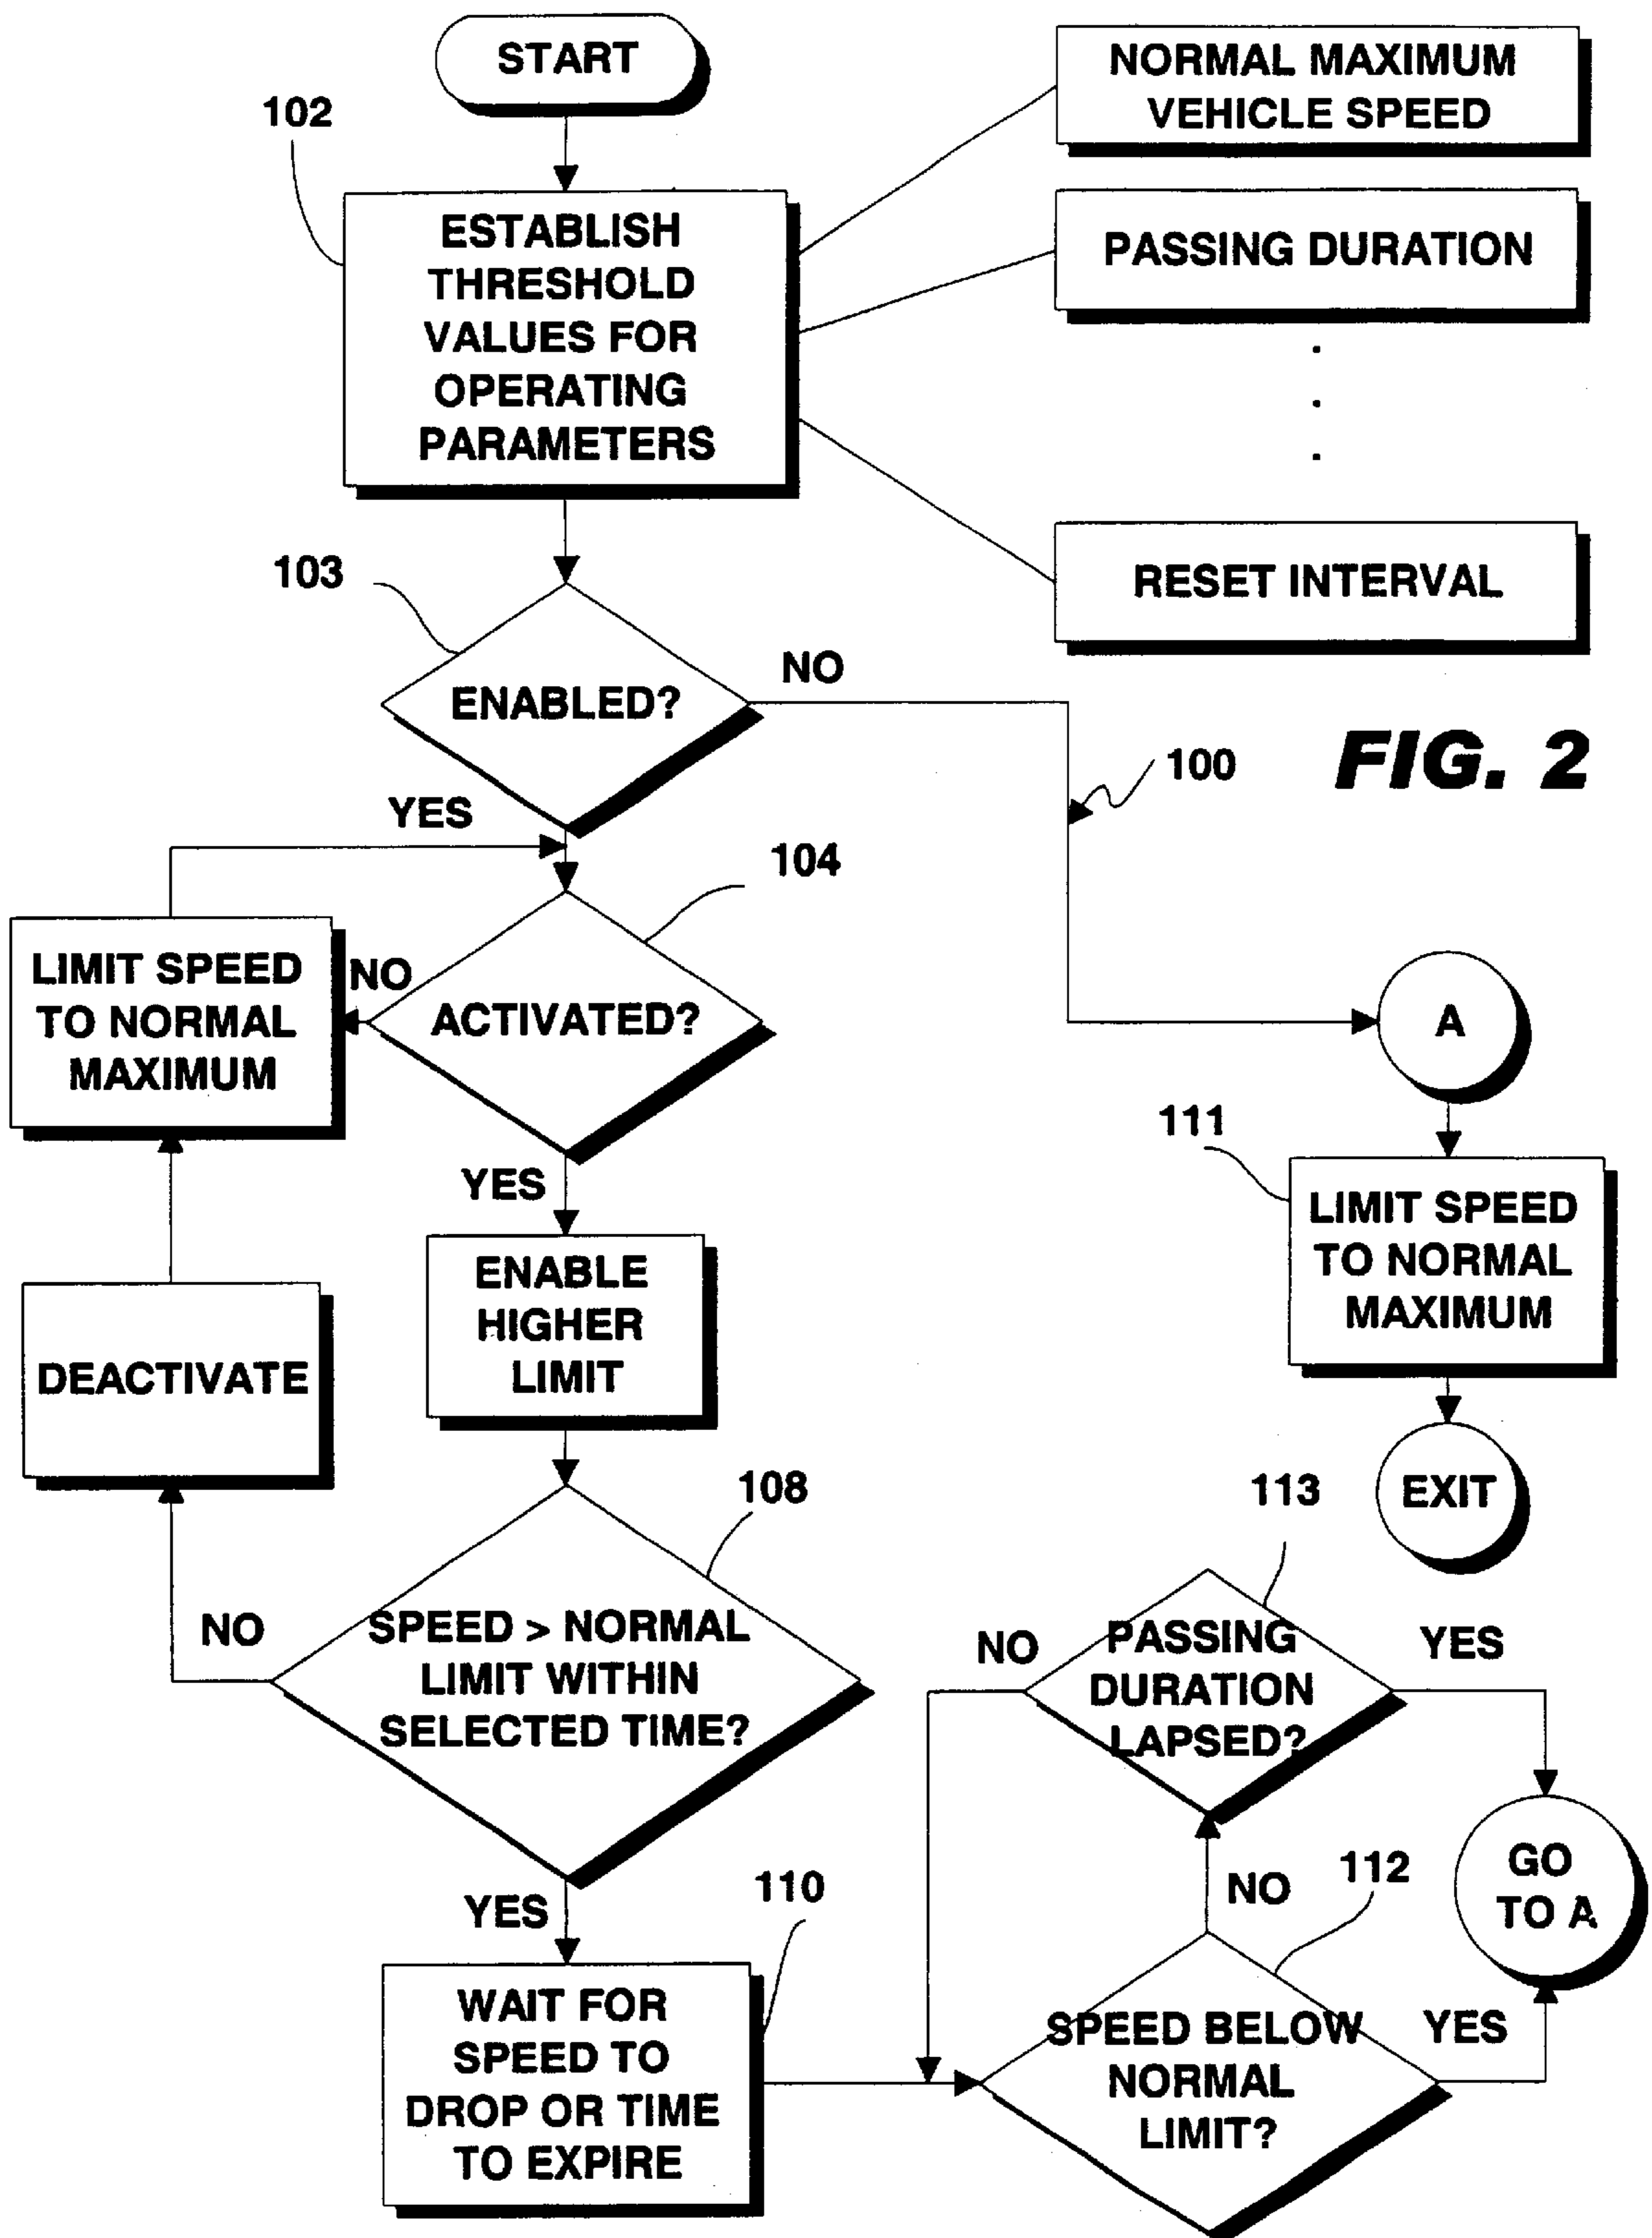 START
NORMAL MAXIMUM
VEHICLE SPEED
102
ESTABLISH
THRESHOLD
VALUES FOR
OPERATING
PARAMETERS
PASSING DURATION
.
.
.
RESET INTERVAL
103
ENABLED?
NO
100
FIG. 2
YES
104
LIMIT SPEED
TO NORMAL
MAXIMUM
NO
ACTIVATED?
A
YES
111
LIMIT SPEED
TO NORMAL
MAXIMUM
ENABLE
HIGHER
LIMIT
DEACTIVATE
EXIT
108
SPEED > NORMAL
LIMIT WITHIN
SELECTED TIME?
NO
113
PASSING
DURATION
LAPSED?
NO
YES
GO
TO A
YES
110
WAIT FOR
SPEED TO
DROP OR TIME
TO EXPIRE
NO
112
SPEED BELOW
NORMAL
LIMIT?
YES